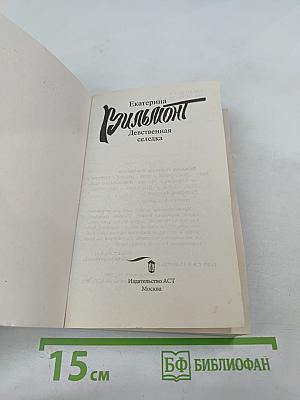 Екатерина
Вильмонт
Девственная
селедка
Издательство АСТ
Москва
15 см
БФ БИБЛИОФАН